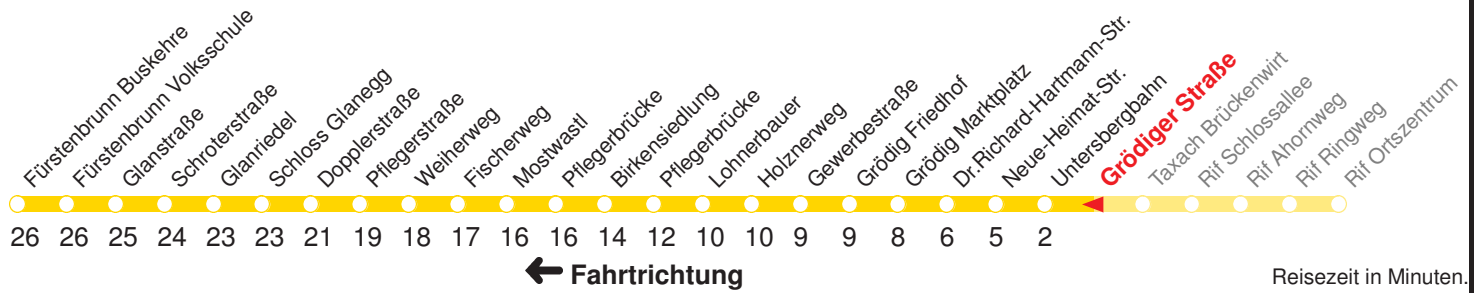 Fürstenbrunn Buskehre
Fürstenbrunn Volksschule
Glanstraße
Schroterstraße
Glanriedel
Schloss Glanegg
Dopplerstraße
Pflegerstraße
Weiherweg
Fischerweg
Mostwastl
Pflegerbrücke
Birkensiedlung
Pflegerbrücke
Lohnerbauer
Holznerweg
Gewerbestraße
Grödig Friedhof
Grödig Marktplatz
Dr.Richard-Hartmann-Str.
Neue-Heimat-Str.
Untersbergbahn
Grödiger Straße
Taxach Brückenwirt
Rif Schlossallee
Rif Ahornweg
Rif Ringweg
Rif Ortszentrum
26 26 25 24 23 23 21 19 18 17 16 16 14 12 10 10 9 9 8 6 5 2
Fahrtrichtung
Reisezeit in Minuten.